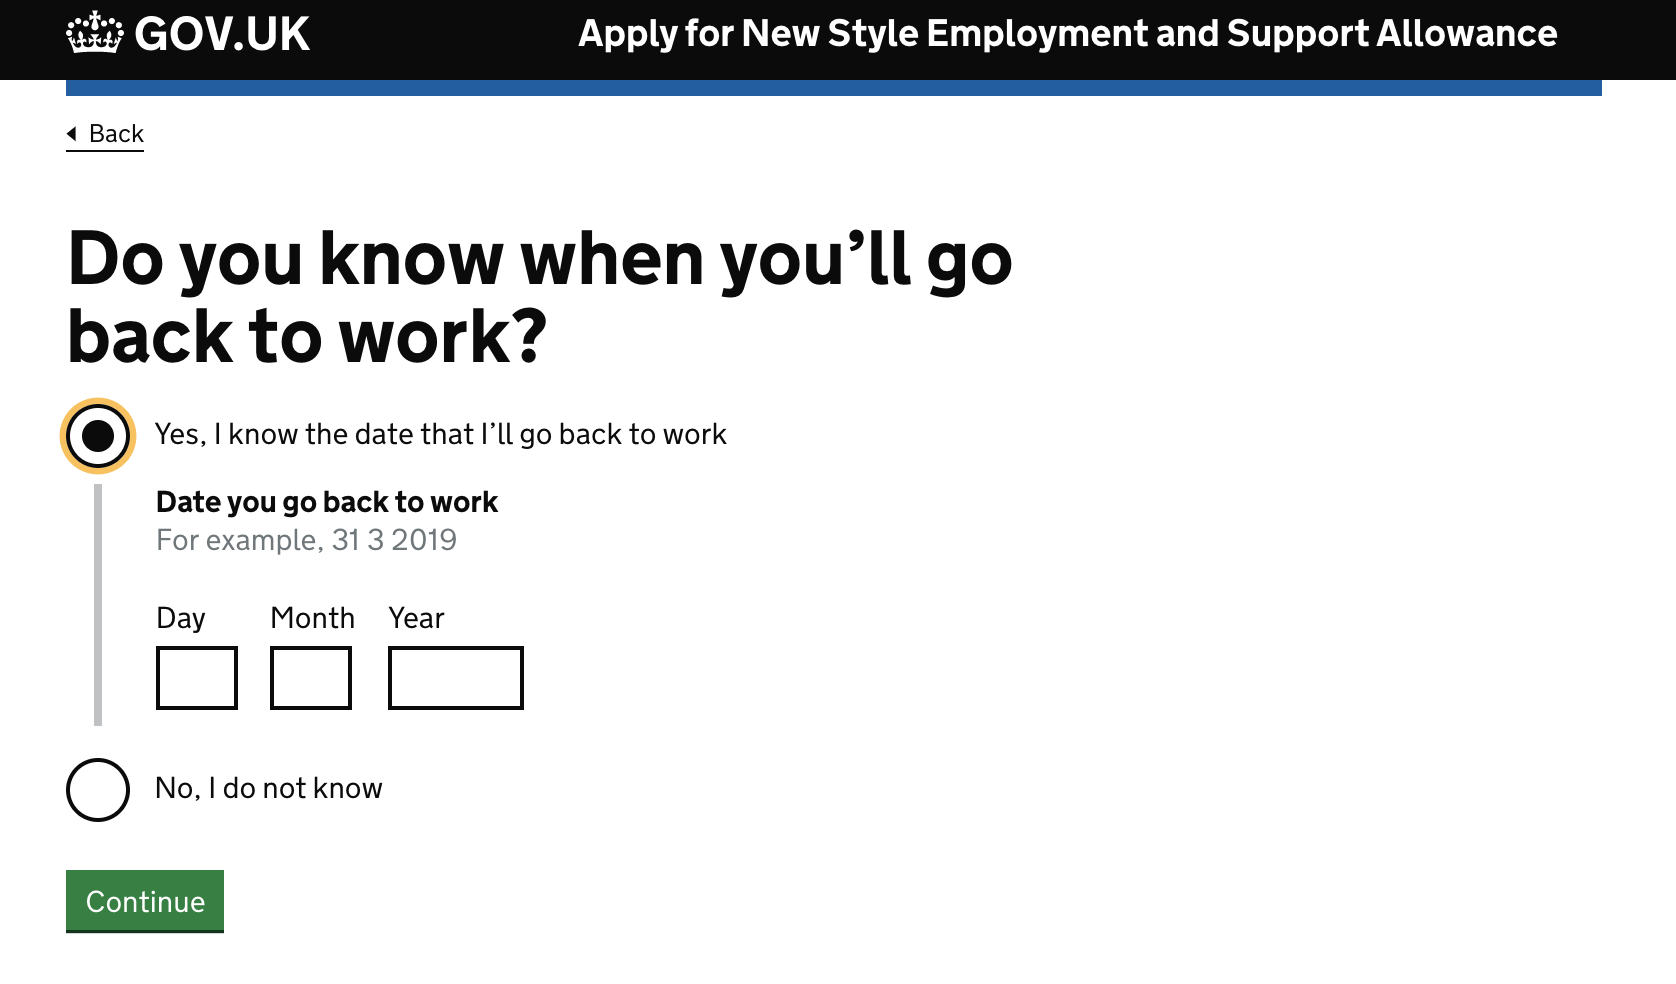 GOV.UK
Apply for New Style Employment and Support Allowance
Back
Do you know when you’ll go
back to work?
Yes, I know the date that I’ll go back to work
Date you go back to work
For example, 31 3 2019
Day Month Year
No, I do not know
Continue